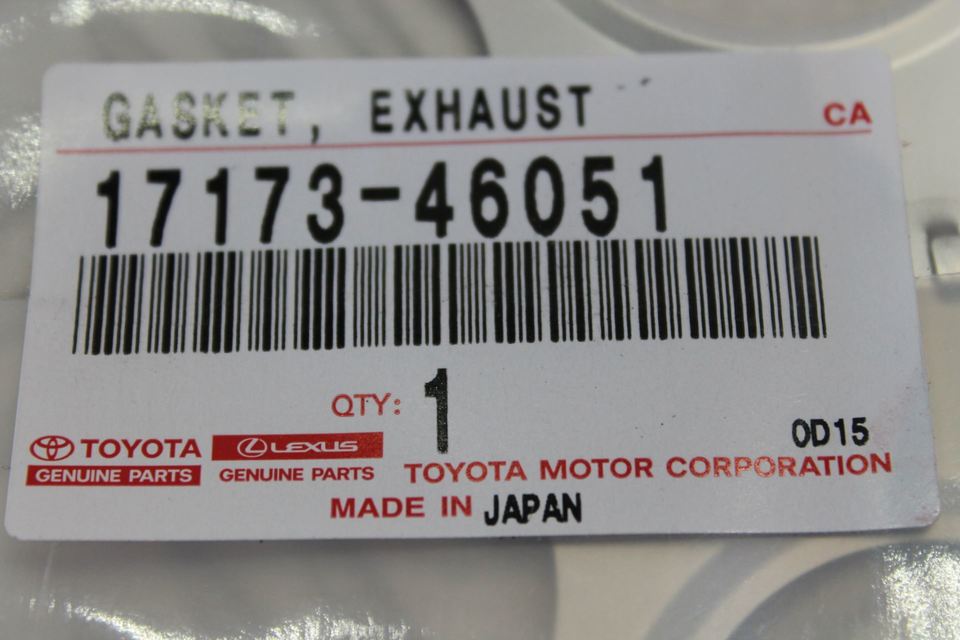 GASKET, EXHAUST
CA
17173-46051
QTY: 1
0D15
TOYOTA LEXUS
GENUINE PARTS GENUINE PARTS TOYOTA MOTOR CORPORATION
MADE IN JAPAN